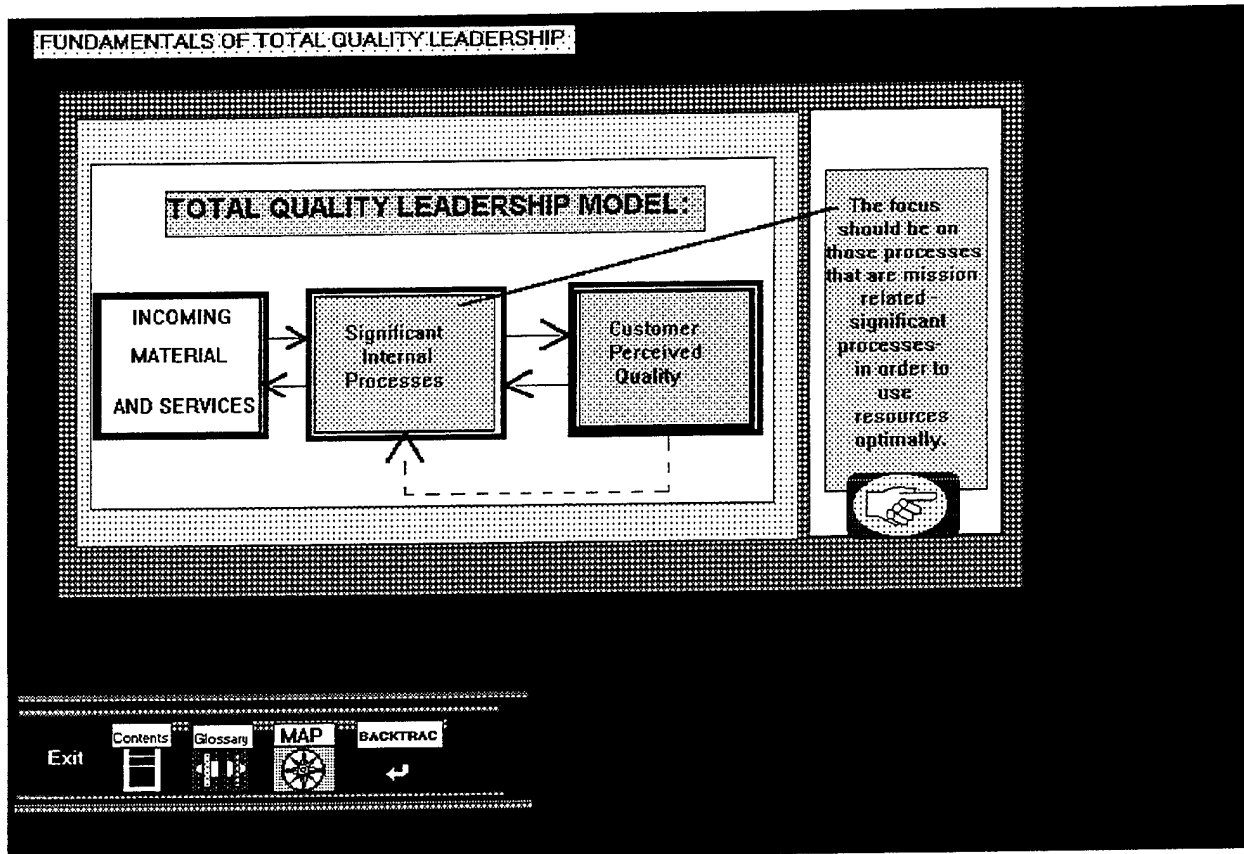 FUNDAMENTALS OF TOTAL QUALITY LEADERSHIP
TOTAL QUALITY LEADERSHIP MODEL:
INCOMING
MATERIAL
AND SERVICES
Significant
Internal
Processes
Customer
Perceived
Quality
The focus
should be on
those processes
that are mission
related -
significant
processes-
in order to
use
resources
optimally.
Exit
Contents
Glossary
MAP
BACKTRAC